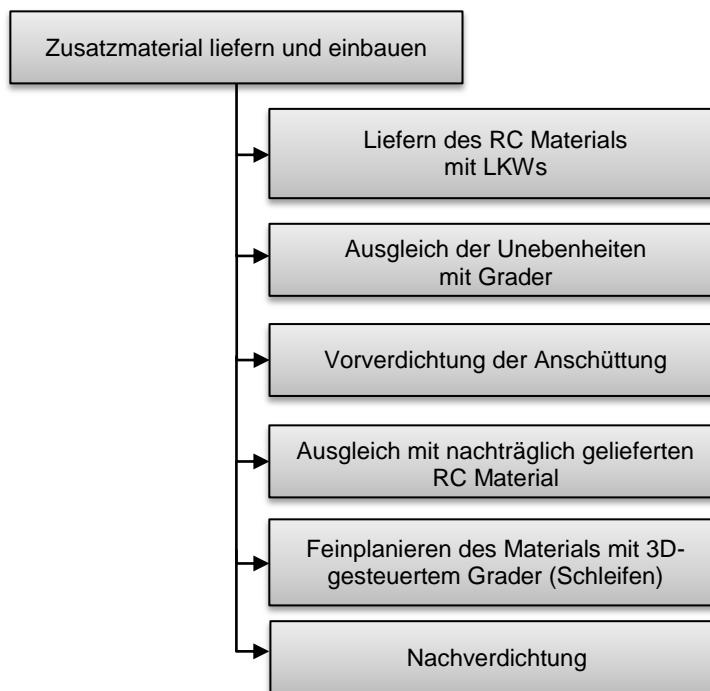 Zusatzmaterial liefern und einbauen
Liefern des RC Materials
mit LKWs
Ausgleich der Unebenheiten
mit Grader
Vorverdichtung der Anschüttung
Ausgleich mit nachträglich gelieferten
RC Material
Feinplanieren des Materials mit 3D-
gesteuertem Grader (Schleifen)
Nachverdichtung